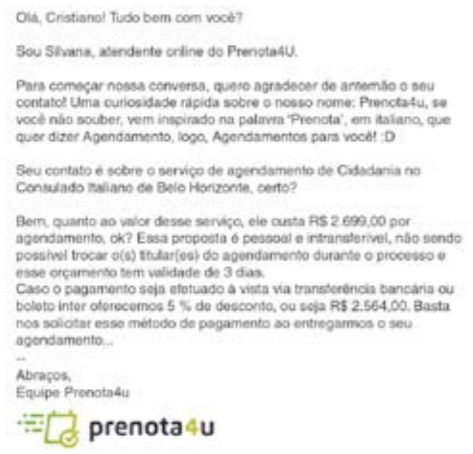 Olá, Cristiano! Tudo bem com você?
Sou Silvana, atendente online do Prenota4U.
Para começar nossa conversa, quero agradecer de antemão o seu
contato! Uma curiosidade rápida sobre o nosso nome: Prenota4u, se
você não souber, vem inspirado na palavra 'Prenota', em italiano, que
quer dizer Agendamento, logo, Agendamentos para você! :D
Seu contato é sobre o serviço de agendamento de Cidadania no
Consulado Italiano de Belo Horizonte, certo?
Bem, quanto ao valor desse serviço, ele custa R$ 2.699,00 por
agendamento, ok? Essa proposta é pessoal e intransferível, não sendo
possível trocar o(s) titular(es) do agendamento durante o processo e
esse orçamento tem validade de 3 dias.
Caso o pagamento seja efetuado à vista via transferência bancária ou
boleto inter oferecemos 5 % de desconto, ou seja R$ 2.564,00. Basta
nos solicitar esse método de pagamento ao entregarmos o seu
agendamento...
--
Abraços,
Equipe Prenota4u
prenota4u